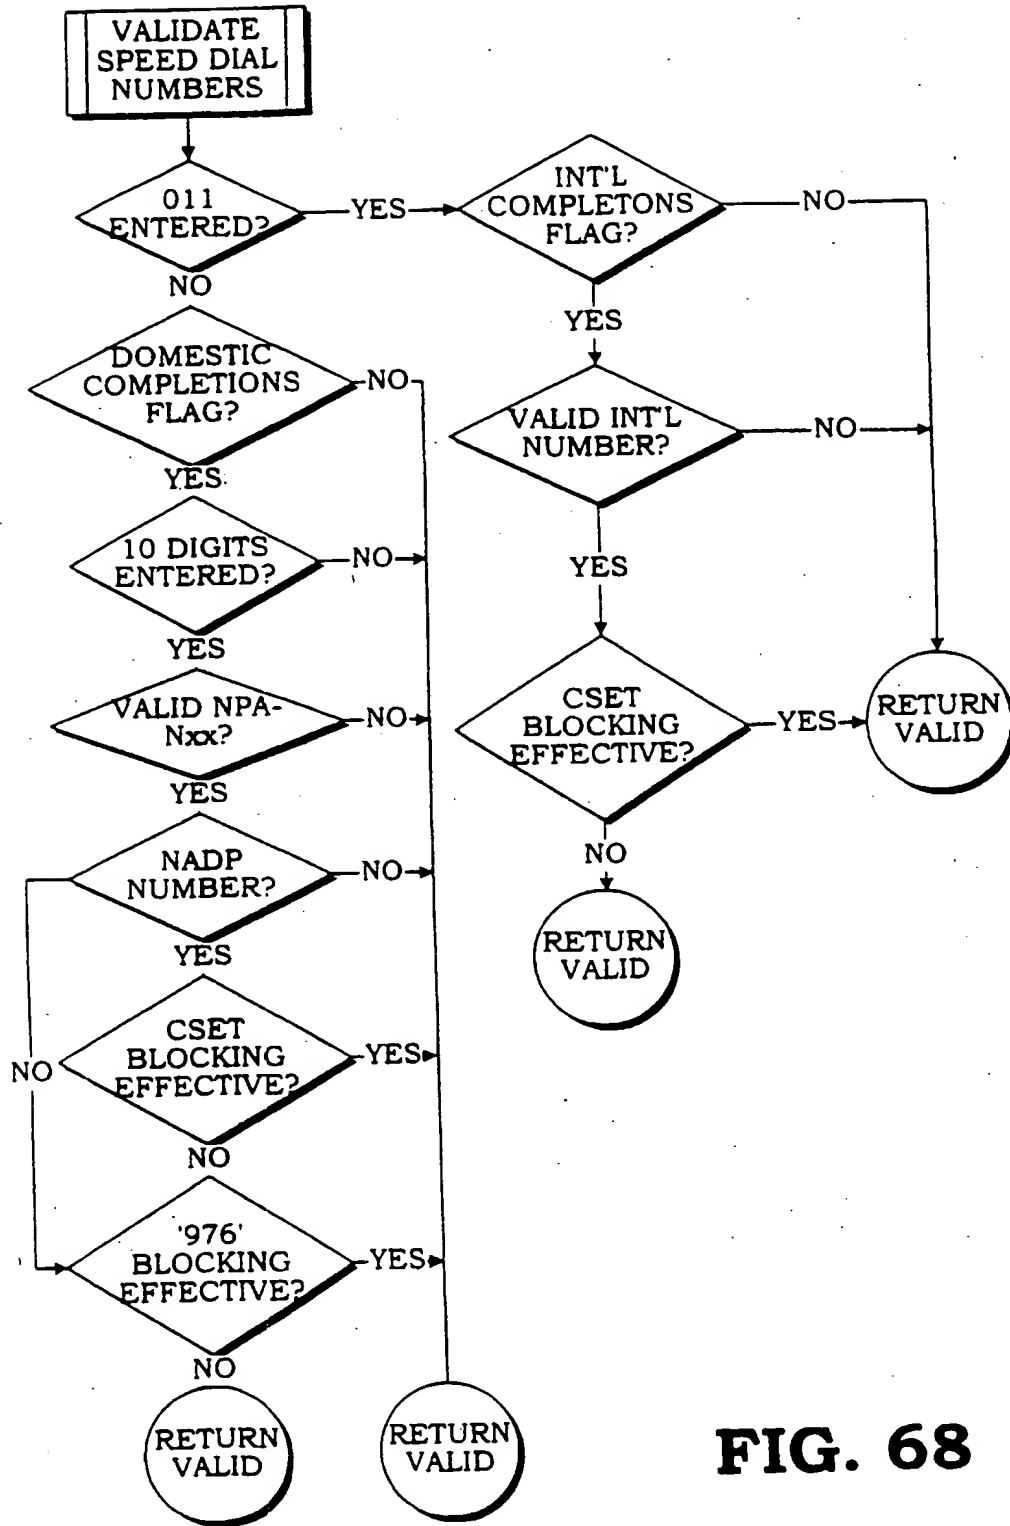 VALIDATE
SPEED DIAL
NUMBERS
011
ENTERED?
YES
INT'L
COMPLETONS
FLAG?
NO
NO
YES
DOMESTIC
COMPLETIONS
FLAG?
NO
VALID INT'L
NUMBER?
NO
YES
10 DIGITS
ENTERED?
NO
YES
YES
CSET
BLOCKING
EFFECTIVE?
YES
RETURN
VALID
VALID NPA-
Nxx?
NO
YES
NO
NADP
NUMBER?
NO
RETURN
VALID
YES
NO
CSET
BLOCKING
EFFECTIVE?
YES
NO
'976'
BLOCKING
EFFECTIVE?
YES
NO
RETURN
VALID
RETURN
VALID
FIG. 68